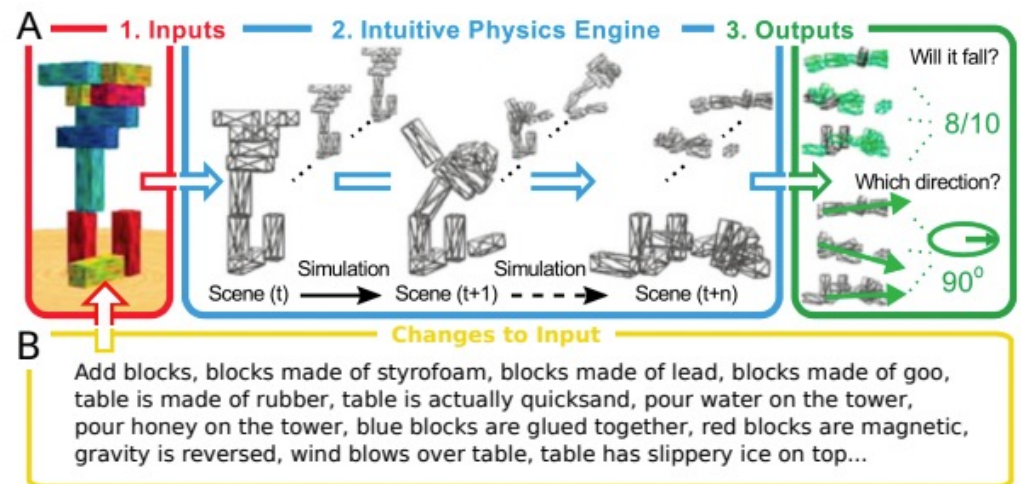 A
1. Inputs
2. Intuitive Physics Engine
3. Outputs
Will it fall?
8/10
Which direction?
90°
Simulation
Simulation
Scene (t)
Scene (t+1)
Scene (t+n)
B
Changes to Input
Add blocks, blocks made of styrofoam, blocks made of lead, blocks made of goo,
table is made of rubber, table is actually quicksand, pour water on the tower,
pour honey on the tower, blue blocks are glued together, red blocks are magnetic,
gravity is reversed, wind blows over table, table has slippery ice on top...